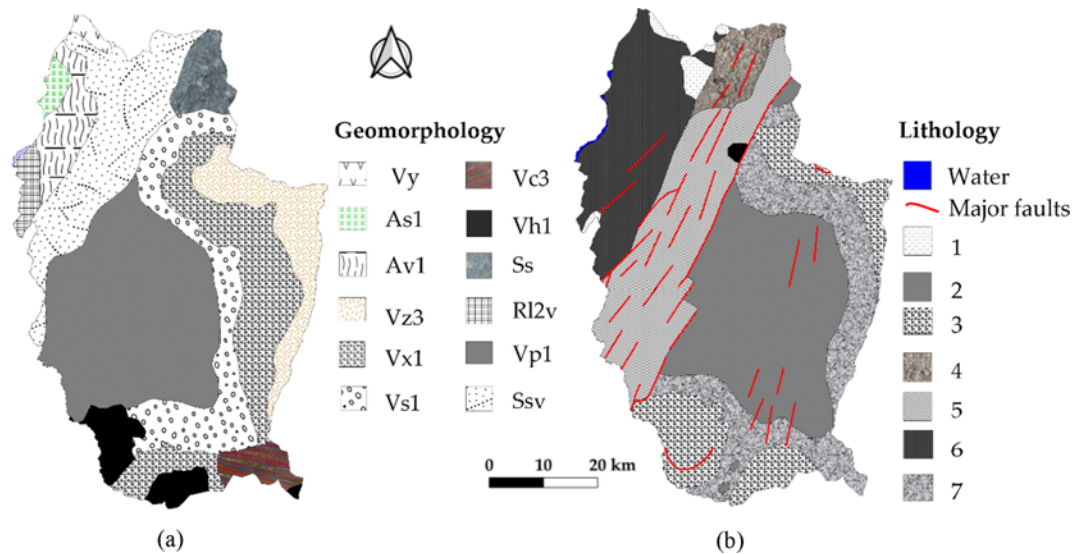 Geomorphology
Vy
As1
Av1
Vz3
Vx1
Vs1
Vc3
Vh1
Ss
Rl2v
Vp1
Ssv
0 10 20 km
Lithology
Water
Major faults
1
2
3
4
5
6
7
(a)
(b)